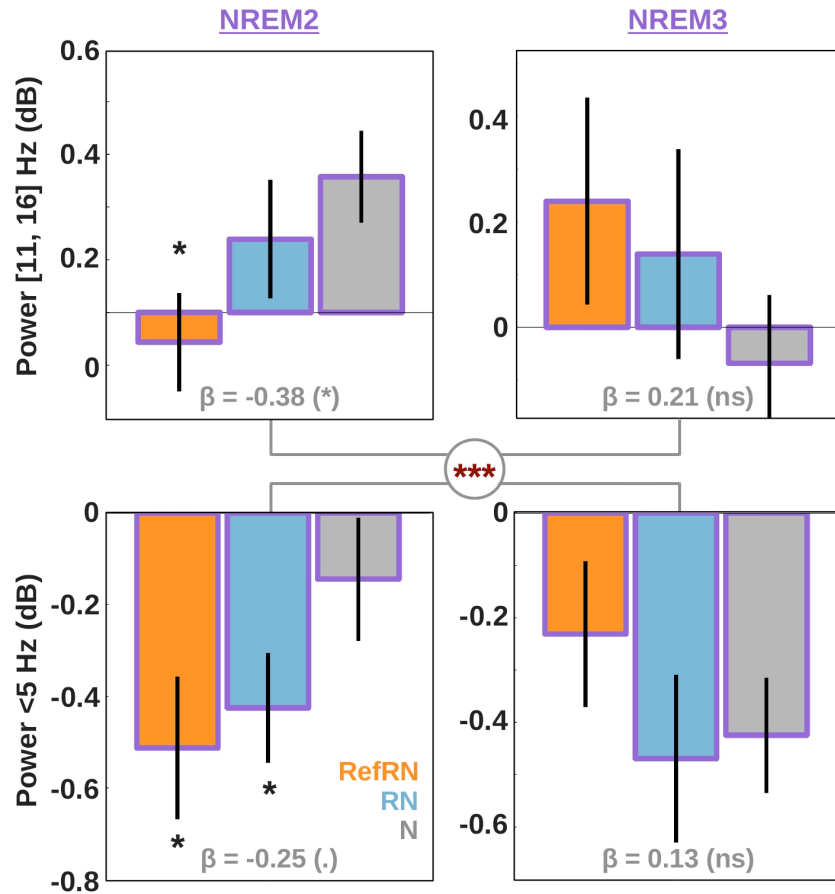 NREM2
NREM3
Power [11, 16] Hz (dB)
0.6
0.4
0.2
0
*
β = -0.38 (*)
0.4
0.2
0
β = 0.21 (ns)
***
Power <5 Hz (dB)
0
-0.2
-0.4
-0.6
-0.8
*
*
RefRN
RN
N
β = -0.25 (.)
0
-0.2
-0.4
-0.6
β = 0.13 (ns)